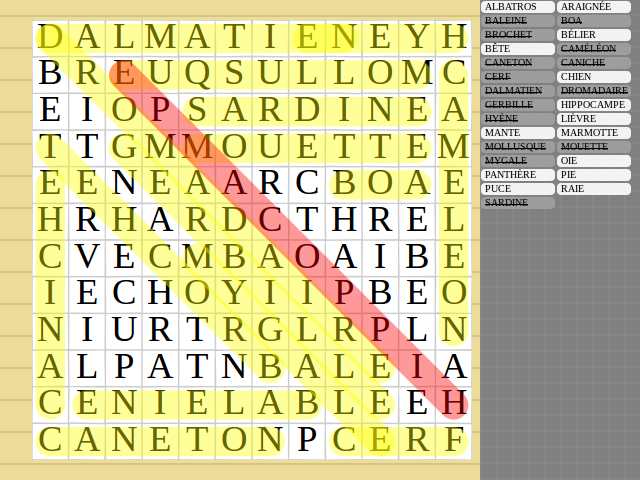 D A L M A T I E N E Y H
B R E U Q S U L L O M C
E I O P S A R D I N E A
T T G M M O U E T T E M
E E N E A A R C B O A E
H R H A R D C T H R E L
C V E C M B A O A I B E
I E C H O Y I I P B E O
N I U R T R G L R P L N
A L P A T N B A L E I A
C E N I E L A B L E E H
C A N E T O N P C E R F
ALBATROS ARAIGNÉE
BALEINE BOA
BROCHET BÉLIER
BÊTE CAMÉLÉON
CANETON CANICHE
CERF CHIEN
DALMATIEN DROMADAIRE
GERBILLE HIPPOCAMPE
HYÈNE LIÈVRE
MANTE MARMOTTE
MOLLUSQUE MOUETTE
MYGALE OIE
PANTHÈRE PIE
PUCE RAIE
SARDINE